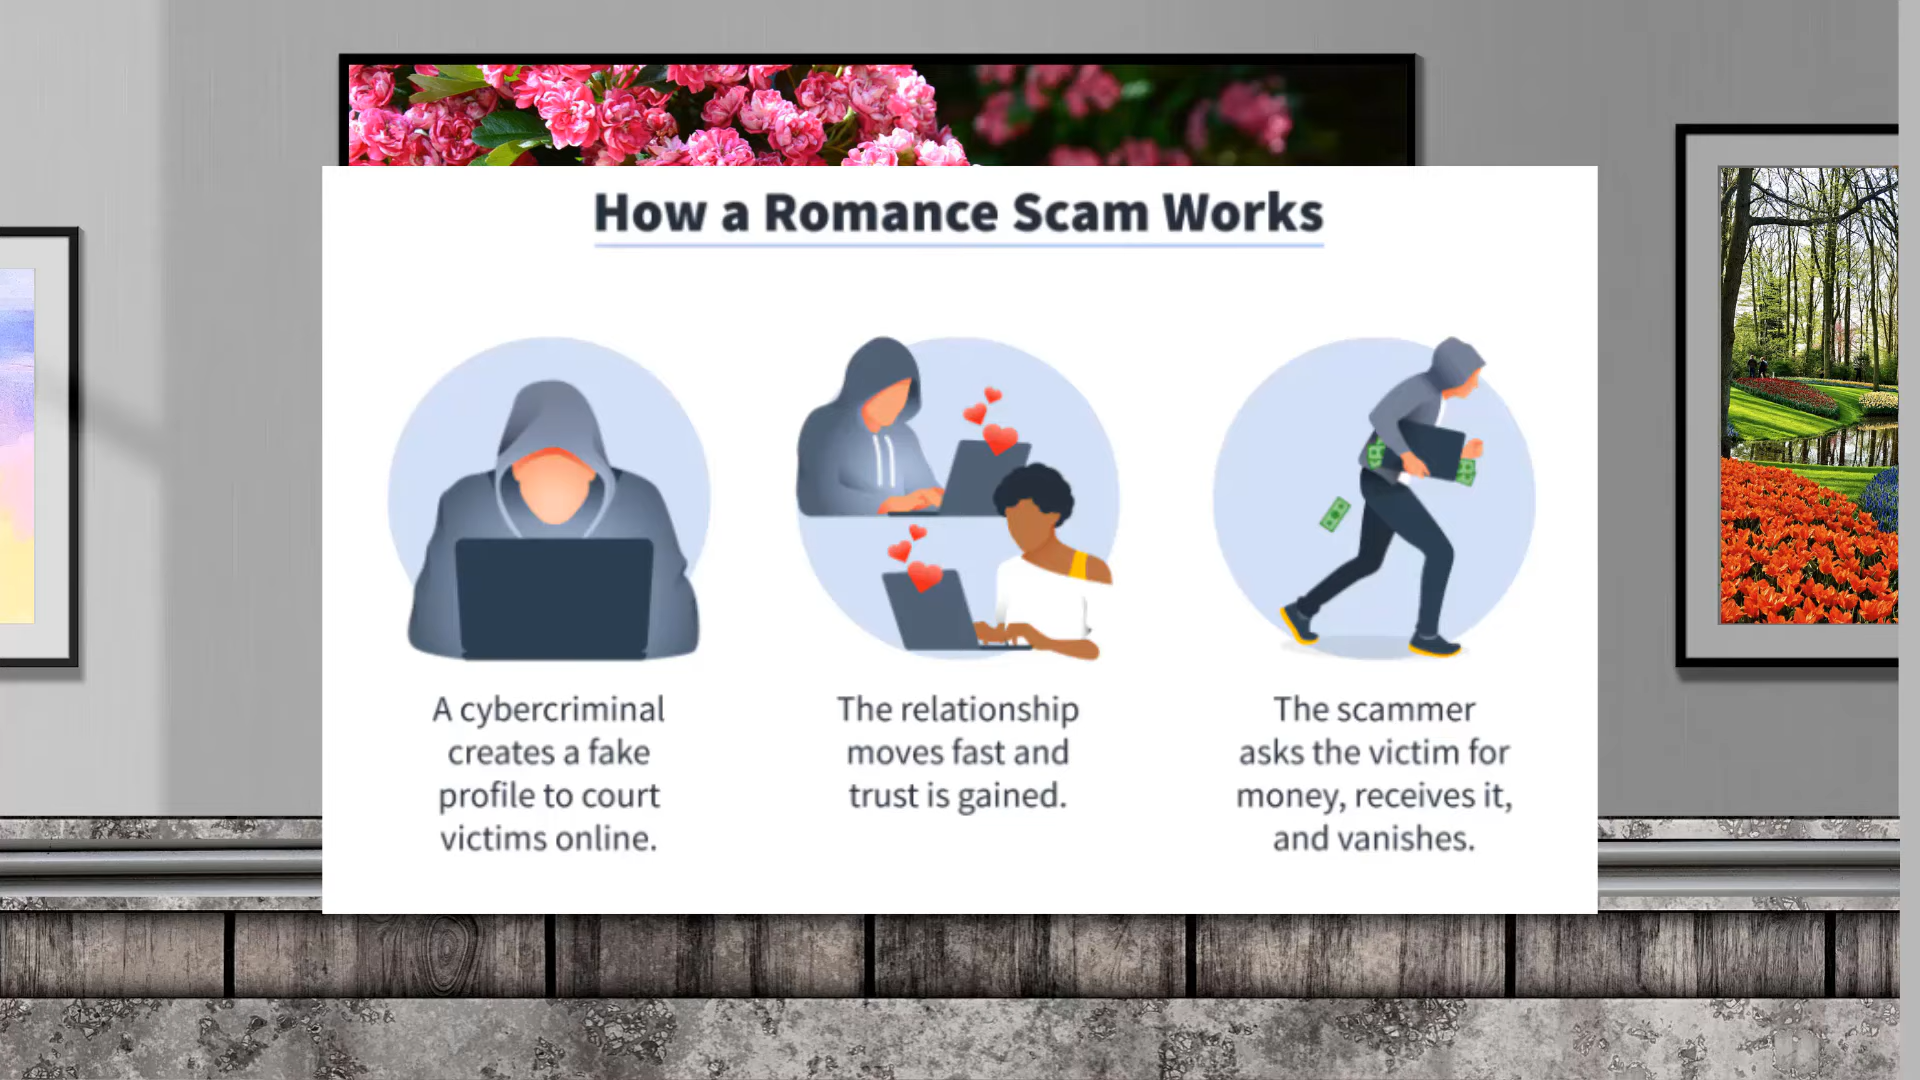 How a Romance Scam Works
A cybercriminal
creates a fake
profile to court
victims online.
The relationship
moves fast and
trust is gained.
The scammer
asks the victim for
money, receives it,
and vanishes.